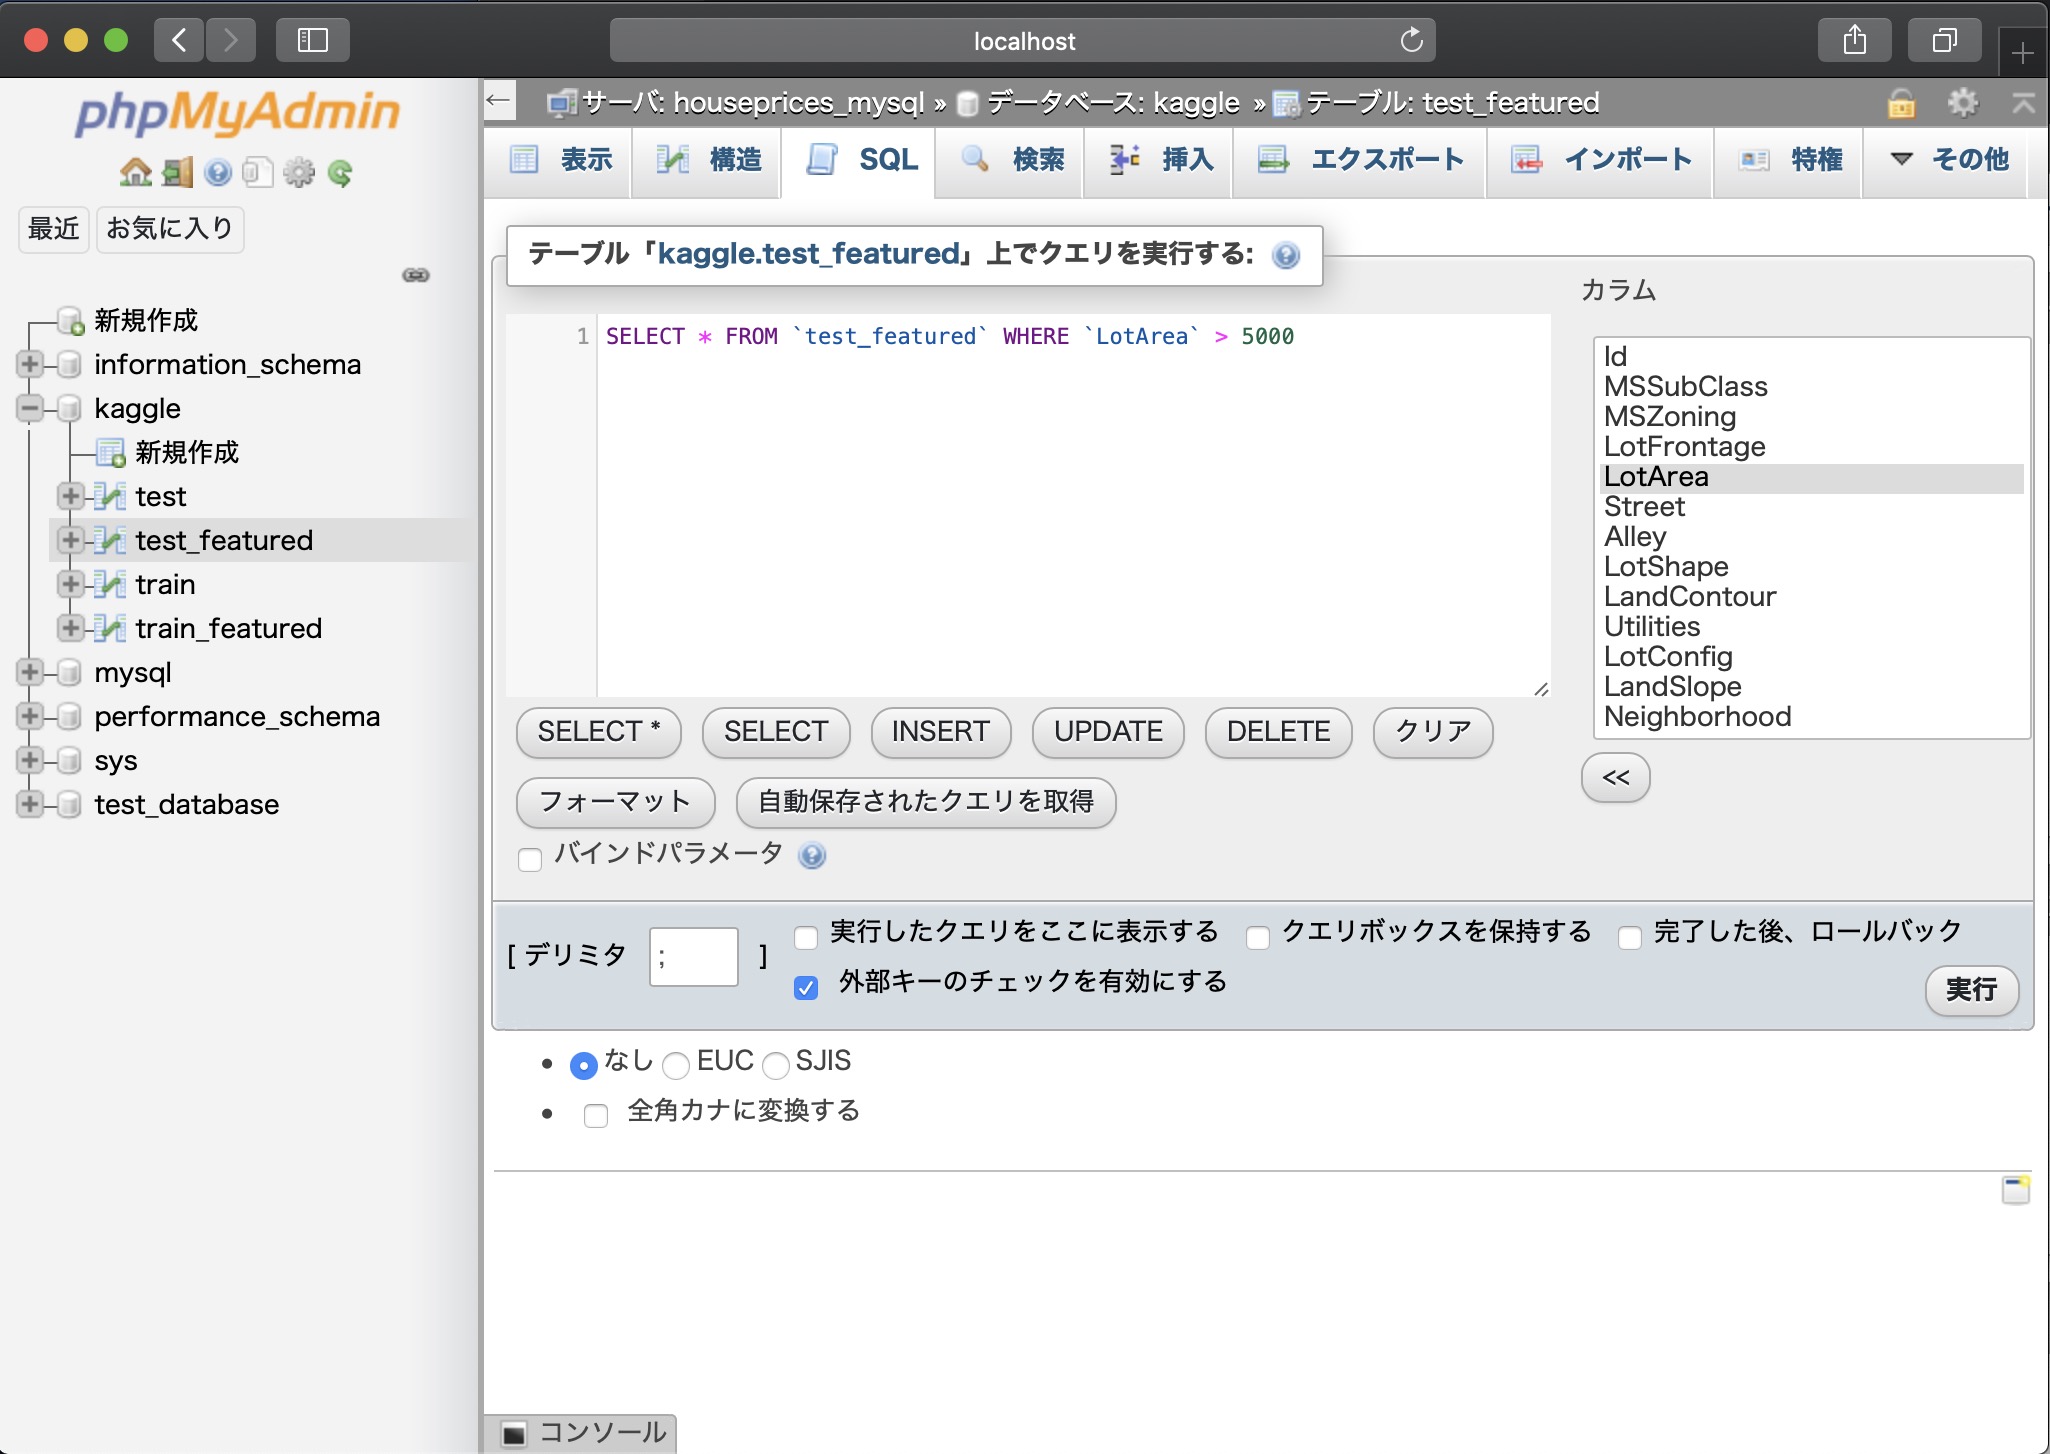 localhost
phpMyAdmin
最近 お気に入り
新規作成
information_schema
kaggle
新規作成
test
test_featured
train
train_featured
mysql
performance_schema
sys
test_database
サーバ: houseprices_mysql » データベース: kaggle » テーブル: test_featured
表示 構造 SQL 検索 挿入 エクスポート インポート 特権 その他
テーブル「kaggle.test_featured」上でクエリを実行する:
1 SELECT * FROM `test_featured` WHERE `LotArea` > 5000
カラム
Id
MSSubClass
MSZoning
LotFrontage
LotArea
Street
Alley
LotShape
LandContour
Utilities
LotConfig
LandSlope
Neighborhood
<<
SELECT * SELECT INSERT UPDATE DELETE クリア
フォーマット 自動保存されたクエリを取得
バインドパラメータ
[ デリミタ ; ] 実行したクエリをここに表示する クエリボックスを保持する 完了した後、ロールバック
外部キーのチェックを有効にする
実行
なし EUC SJIS
全角カナに変換する
コンソール